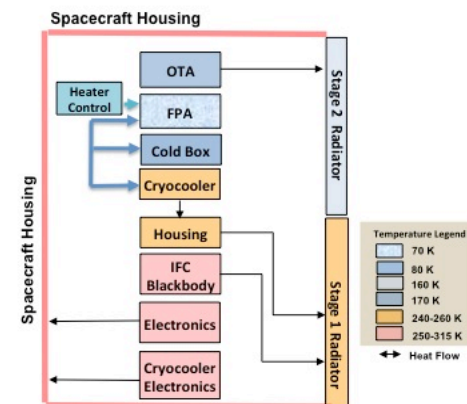 Spacecraft Housing
Spacecraft Housing
OTA
Heater
Control
FPA
Cold Box
Cryocooler
Housing
IFC
Blackbody
Electronics
Cryocooler
Electronics
Stage 2 Radiator
Stage 1 Radiator
Temperature Legend
70 K
80 K
160 K
170 K
240-260 K
250-315 K
Heat Flow